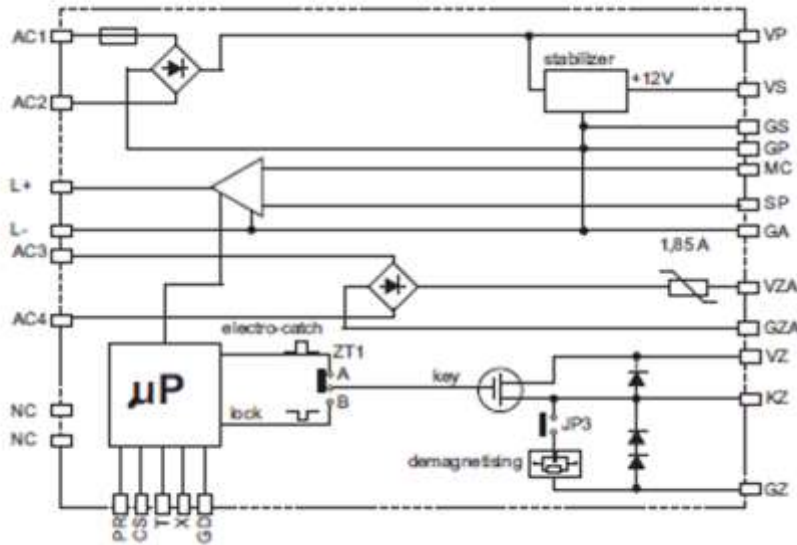 AC1
VP
stabilizer
+12V
VS
AC2
GS
GP
MC
L+
SP
L-
GA
AC3
1,85 A
VZA
AC4
electro-catch
GZA
ZT1
VZ
A
µP
key
KZ
B
NC
lock
JP3
NC
demagnetising
GZ
PR
CS
T
X
GD